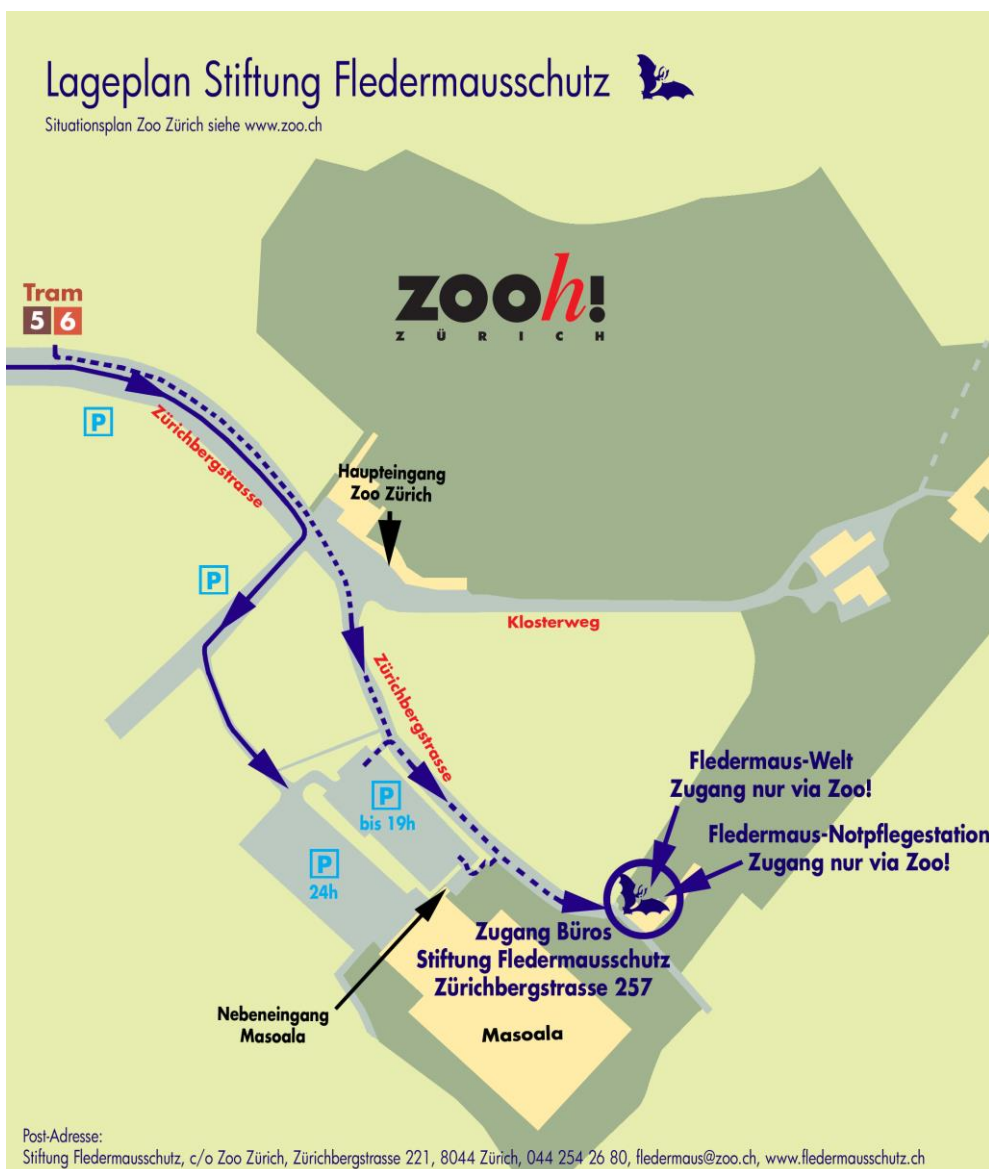 Lageplan Stiftung Fledermausschutz
Situationsplan Zoo Zürich siehe www.zoo.ch
ZOOh!
ZÜRICH
Tram
5 6
P
Zürichbergstrasse
Haupteingang
Zoo Zürich
P
Klosterweg
Zürichbergstrasse
P
bis 19h
P
24h
Fledermaus-Welt
Zugang nur via Zoo!
Fledermaus-Notpflegestation
Zugang nur via Zoo!
Zugang Büros
Stiftung Fledermausschutz
Zürichbergstrasse 257
Nebeneingang
Masoala
Masoala
Post-Adresse:
Stiftung Fledermausschutz, c/o Zoo Zürich, Zürichbergstrasse 221, 8044 Zürich, 044 254 26 80, fledermaus@zoo.ch, www.fledermausschutz.ch